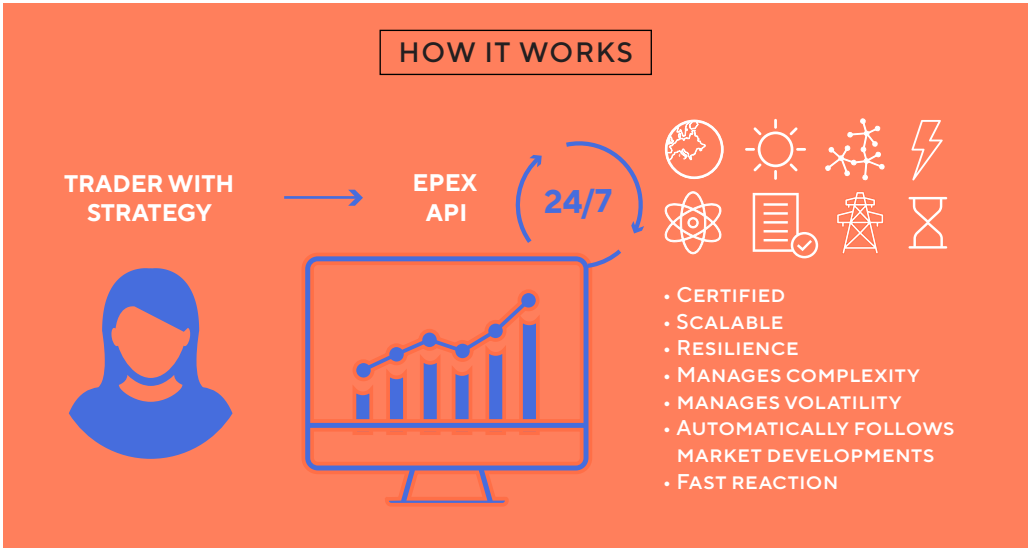 HOW IT WORKS
TRADER WITH
STRATEGY
EPEX
API
24/7
• CERTIFIED
• SCALABLE
• RESILIENCE
• MANAGES COMPLEXITY
• MANAGES VOLATILITY
• AUTOMATICALLY FOLLOWS
MARKET DEVELOPMENTS
• FAST REACTION